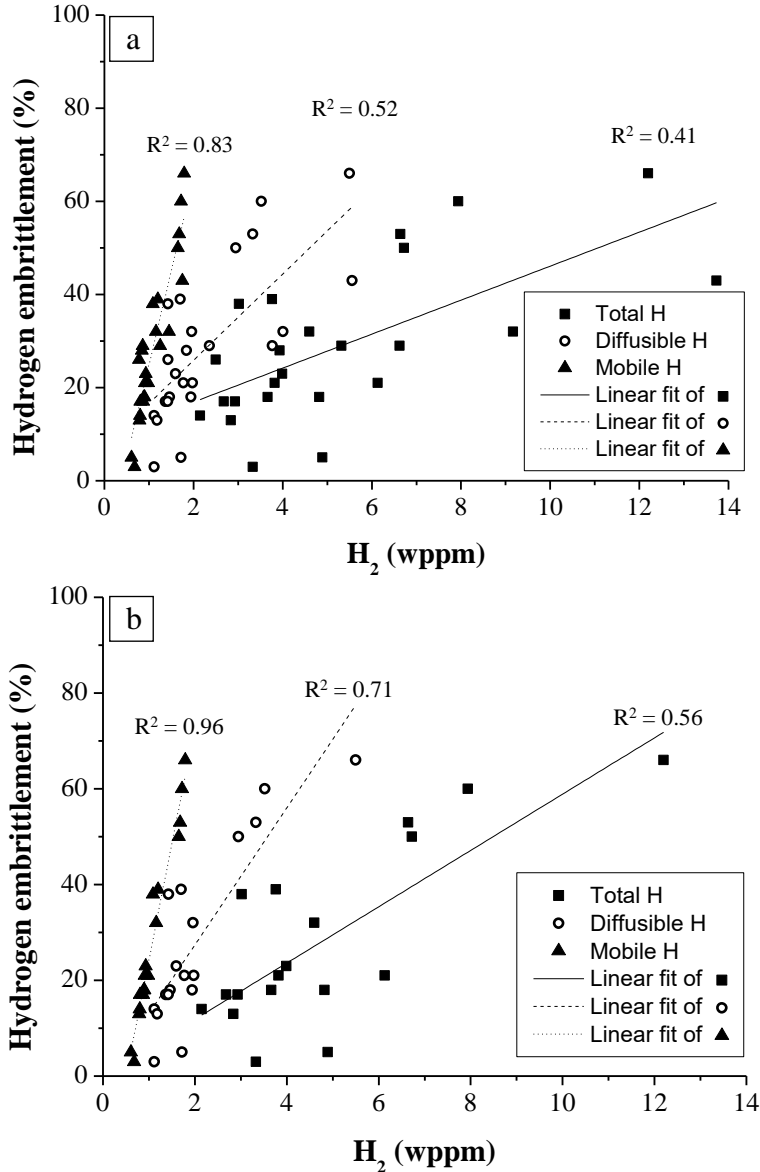 a
100
80
60
40
20
0
Hydrogen embrittlement (%)
R² = 0.83
R² = 0.52
R² = 0.41
Total H
Diffusible H
Mobile H
Linear fit of
Linear fit of
Linear fit of
0 2 4 6 8 10 12 14
H₂ (wppm)
b
100
80
60
40
20
0
Hydrogen embrittlement (%)
R² = 0.96
R² = 0.71
R² = 0.56
Total H
Diffusible H
Mobile H
Linear fit of
Linear fit of
Linear fit of
0 2 4 6 8 10 12 14
H₂ (wppm)